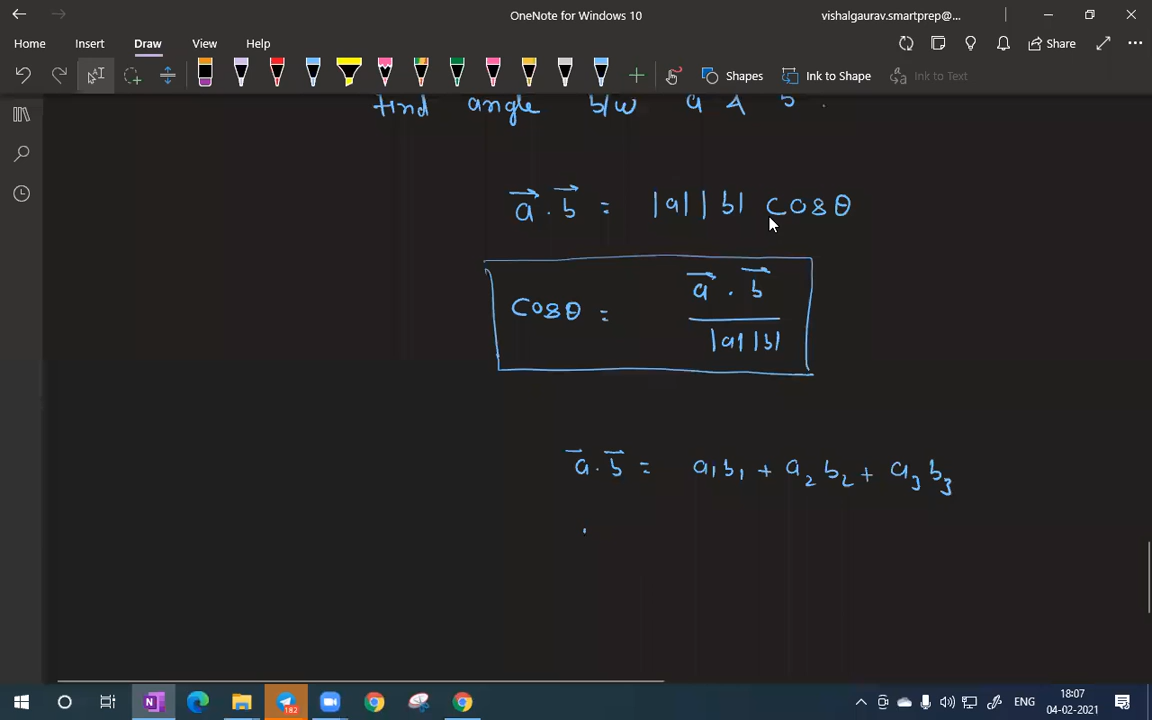 OneNote for Windows 10
vishalgaurav.smartprep@...
Home Insert Draw View Help
Share
Shapes Ink to Shape Ink to Text
find angle b/w a & b .
a⃗ . b⃗ = |a| |b| cosθ
cosθ = a⃗ . b⃗
|a| |b|
a̅ . b̅ = a₁b₁ + a₂b₂ + a₃b₃
182
ENG
18:07
04-02-2021